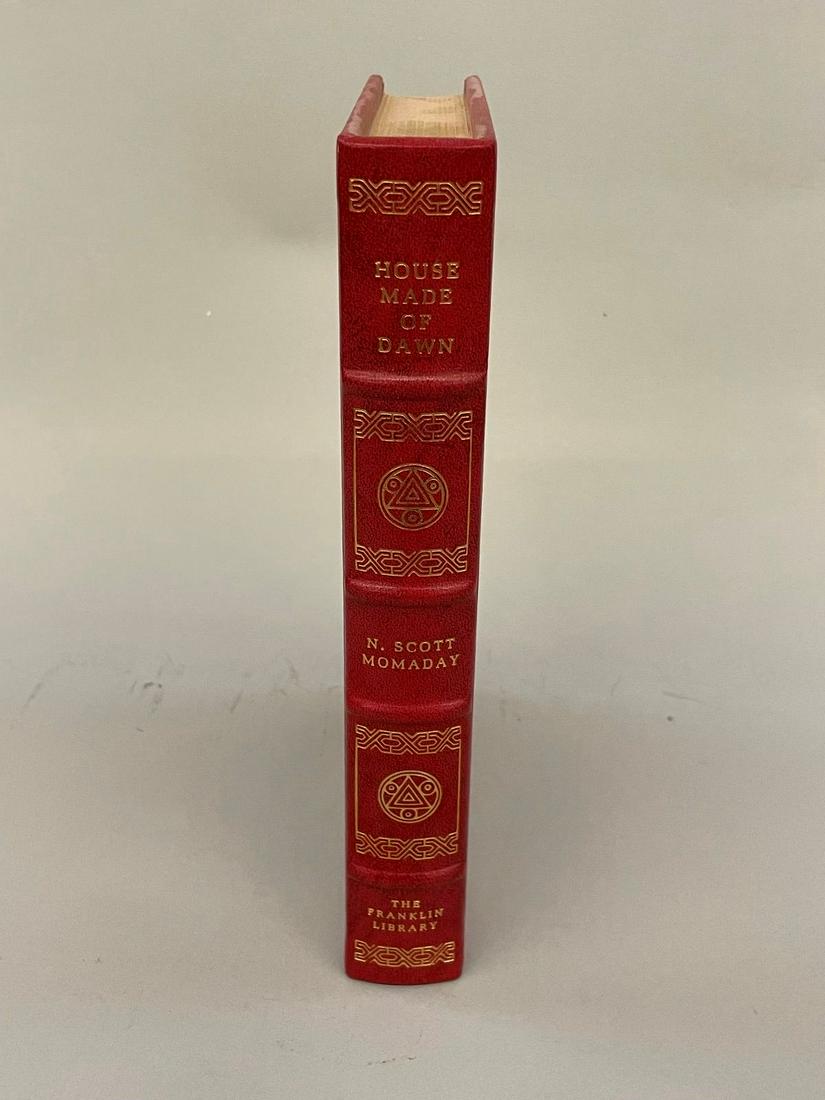 HOUSE
MADE
OF
DAWN
N. SCOTT
MOMADAY
THE
FRANKLIN
LIBRARY